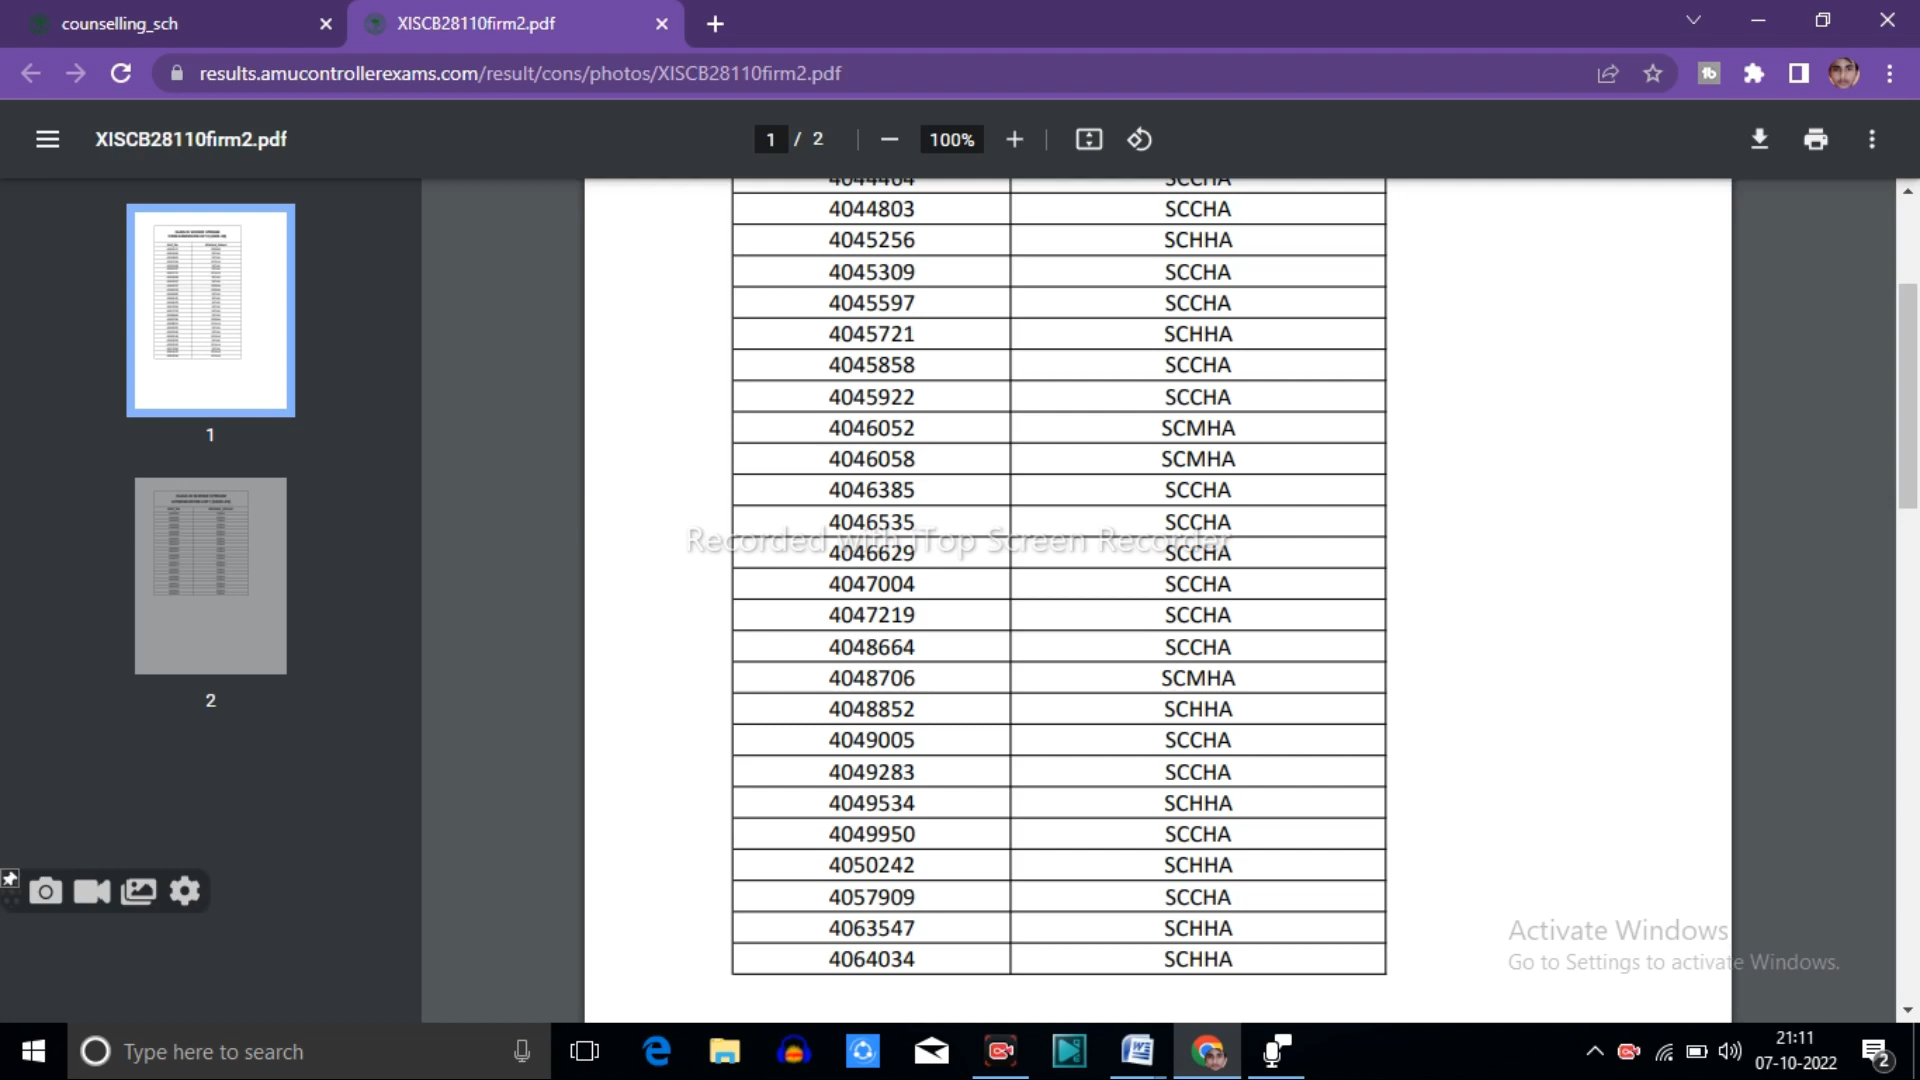 counselling_sch
XISCB28110firm2.pdf
results.amucontrollerexams.com/result/cons/photos/XISCB28110firm2.pdf
XISCB28110firm2.pdf
1 / 2
100%
4044464 SCCHA
4044803 SCCHA
4045256 SCHHA
4045309 SCCHA
4045597 SCCHA
4045721 SCHHA
4045858 SCCHA
4045922 SCCHA
4046052 SCMHA
4046058 SCMHA
4046385 SCCHA
4046535 SCCHA
Recorded with iTop Screen Recorder
4046629 SCCHA
4047004 SCCHA
4047219 SCCHA
4048664 SCCHA
4048706 SCMHA
4048852 SCHHA
4049005 SCCHA
4049283 SCCHA
4049534 SCHHA
4049950 SCCHA
4050242 SCHHA
4057909 SCCHA
4063547 SCHHA
4064034 SCHHA
1
2
Activate Windows
Go to Settings to activate Windows.
Type here to search
21:11
07-10-2022
2